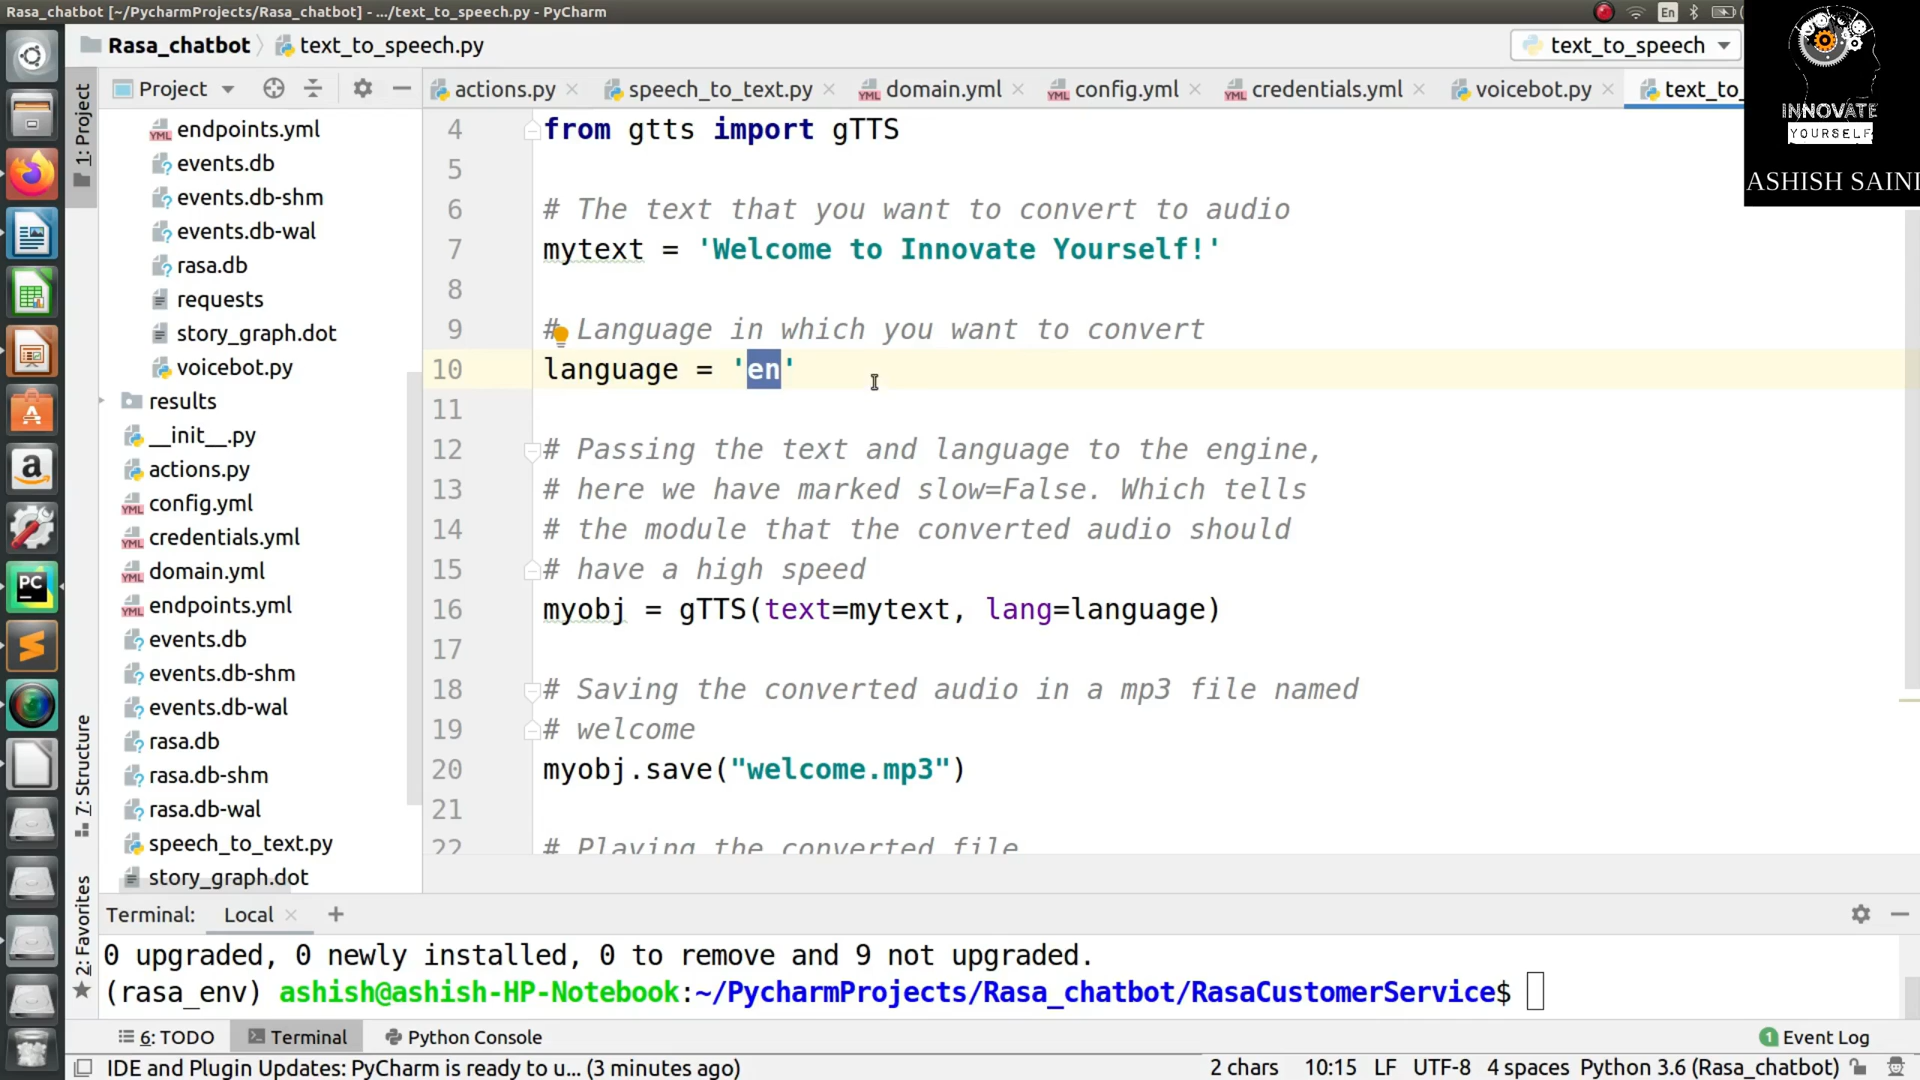 Rasa_chatbot [~/PycharmProjects/Rasa_chatbot] - .../text_to_speech.py - PyCharm
En
Rasa_chatbot
text_to_speech.py
text_to_speech
INNOVATE
YOURSELF
ASHISH SAINI
1: Project
7: Structure
2: Favorites
Project
actions.py
speech_to_text.py
domain.yml
config.yml
credentials.yml
voicebot.py
text_to_
endpoints.yml
events.db
events.db-shm
events.db-wal
rasa.db
requests
story_graph.dot
voicebot.py
results
__init__.py
actions.py
config.yml
credentials.yml
domain.yml
endpoints.yml
events.db
events.db-shm
events.db-wal
rasa.db
rasa.db-shm
rasa.db-wal
speech_to_text.py
story_graph.dot
4 from gtts import gTTS
5
6 # The text that you want to convert to audio
7 mytext = 'Welcome to Innovate Yourself!'
8
9 # Language in which you want to convert
10 language = 'en'
11
12 # Passing the text and language to the engine,
13 # here we have marked slow=False. Which tells
14 # the module that the converted audio should
15 # have a high speed
16 myobj = gTTS(text=mytext, lang=language)
17
18 # Saving the converted audio in a mp3 file named
19 # welcome
20 myobj.save("welcome.mp3")
21
22 # Playing the converted file
Terminal: Local
0 upgraded, 0 newly installed, 0 to remove and 9 not upgraded.
(rasa_env) ashish@ashish-HP-Notebook:~/PycharmProjects/Rasa_chatbot/RasaCustomerService$
6: TODO
Terminal
Python Console
1 Event Log
IDE and Plugin Updates: PyCharm is ready to u... (3 minutes ago)
2 chars 10:15 LF UTF-8 4 spaces Python 3.6 (Rasa_chatbot)